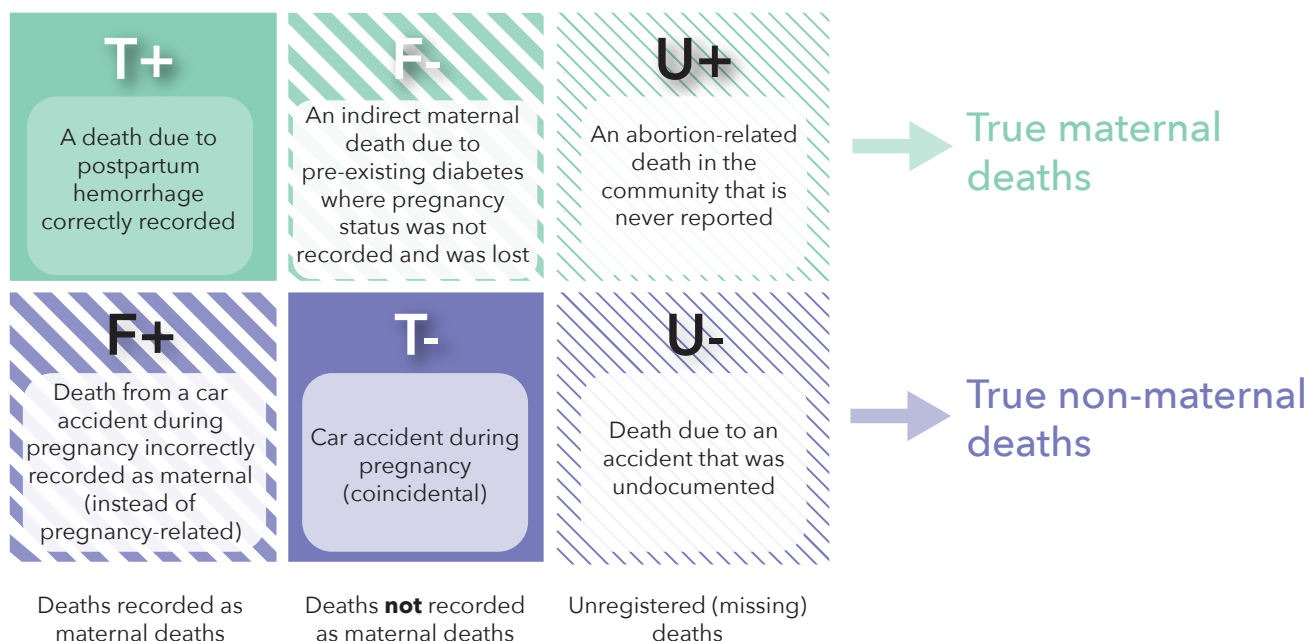 T+
A death due to
postpartum
hemorrhage
correctly recorded
F-
An indirect maternal
death due to
pre-existing diabetes
where pregnancy
status was not
recorded and was lost
U+
An abortion-related
death in the
community that is
never reported
True maternal
deaths
F+
Death from a car
accident during
pregnancy incorrectly
recorded as maternal
(instead of
pregnancy-related)
T-
Car accident during
pregnancy
(coincidental)
U-
Death due to an
accident that was
undocumented
True non-maternal
deaths
Deaths recorded as
maternal deaths
Deaths not recorded
as maternal deaths
Unregistered (missing)
deaths